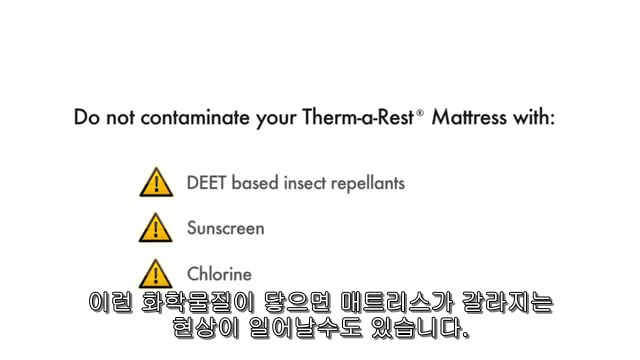 Do not contaminate your Therm-a-Rest® Mattress with:
DEET based insect repellants
Sunscreen
Chlorine
이런 화학물질이 닿으면 매트리스가 갈라지는
현상이 일어날수도 있습니다.